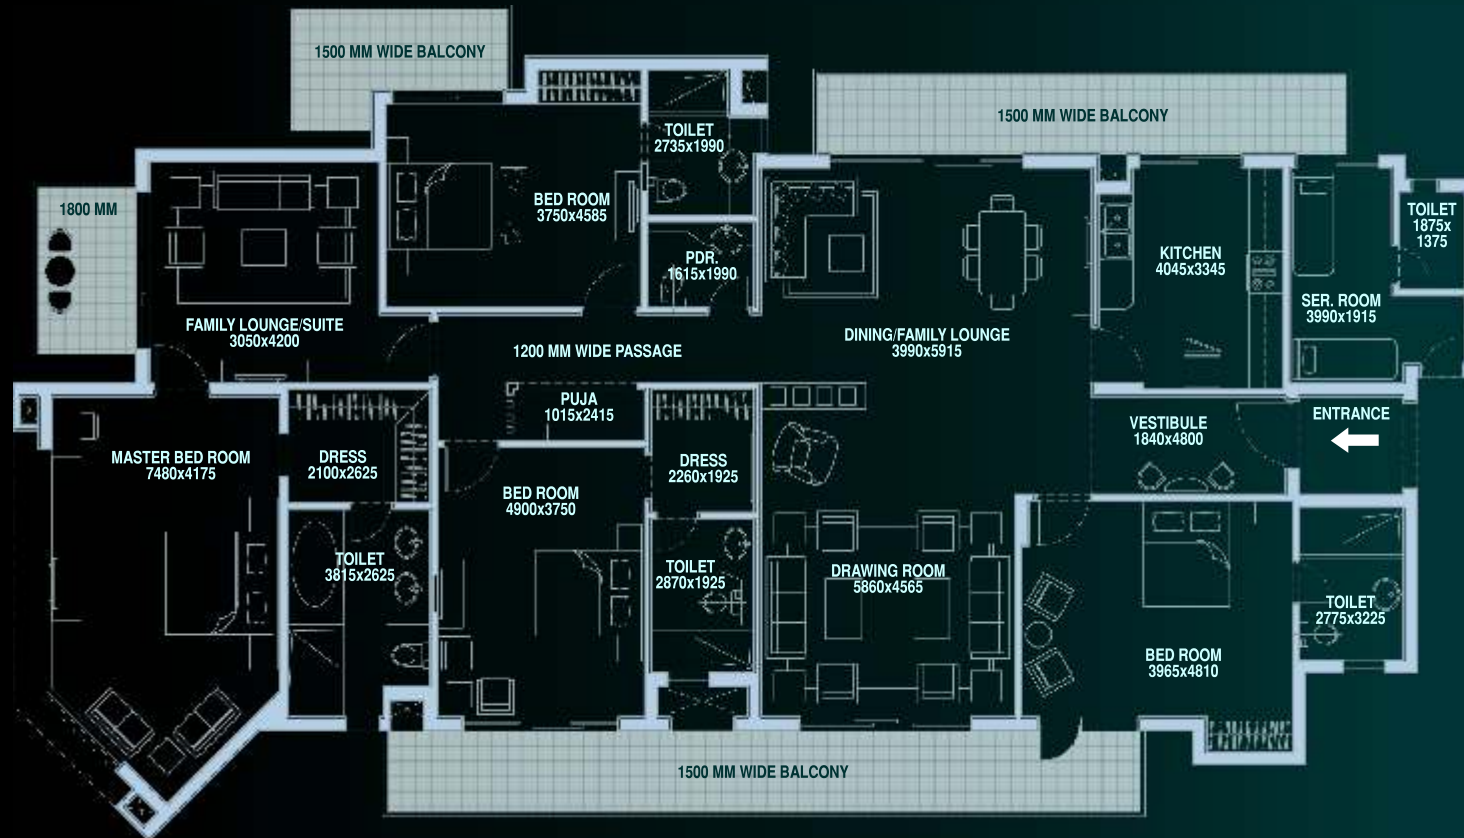 1500 MM WIDE BALCONY
1500 MM WIDE BALCONY
TOILET
2735x1990
BED ROOM
3750x4585
1800 MM
TOILET
1875x
1375
KITCHEN
4045x3345
PDR.
1615x1990
SER. ROOM
3990x1915
FAMILY LOUNGE/SUITE
3050x4200
DINING/FAMILY LOUNGE
3990x5915
1200 MM WIDE PASSAGE
PUJA
1015x2415
VESTIBULE
1840x4800
ENTRANCE
MASTER BED ROOM
7480x4175
DRESS
2100x2625
DRESS
2260x1925
BED ROOM
4900x3750
TOILET
3815x2625
TOILET
2870x1925
DRAWING ROOM
5860x4565
TOILET
2775x3225
BED ROOM
3965x4810
1500 MM WIDE BALCONY